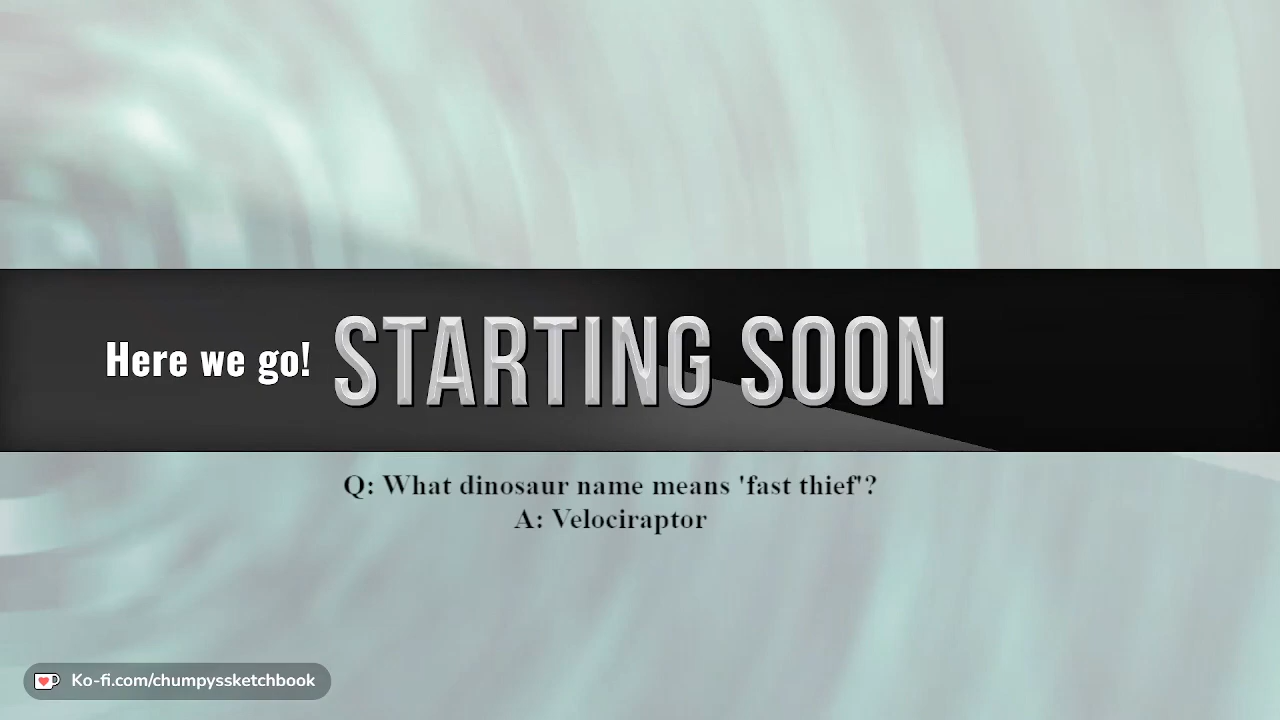 Here we go! STARTING SOON
Q: What dinosaur name means 'fast thief'?
A: Velociraptor
Ko-fi.com/chumpyssketchbook